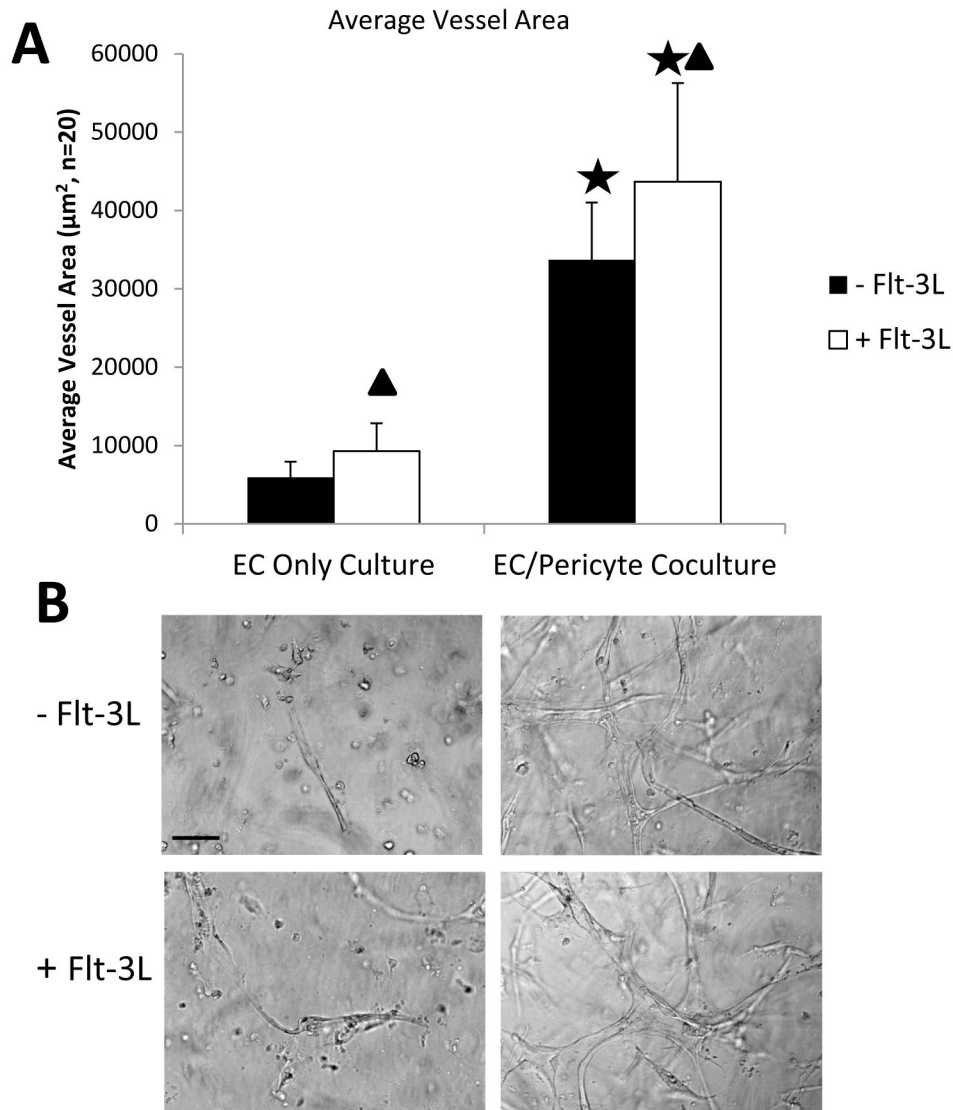 A
Average Vessel Area
Average Vessel Area (µm², n=20)
60000
50000
40000
30000
20000
10000
0
EC Only Culture
EC/Pericyte Coculture
- Flt-3L
+ Flt-3L
B
- Flt-3L
+ Flt-3L